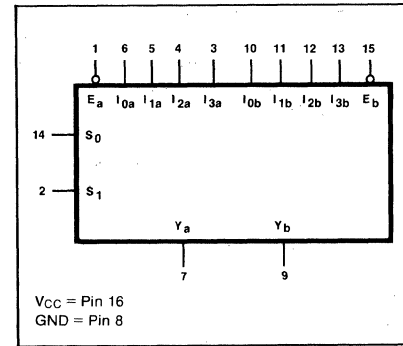 1 6 5 4 3 10 11 12 13 15
Ea I0a I1a I2a I3a I0b I1b I2b I3b Eb
14 S0
2 S1
Ya Yb
7 9
VCC = Pin 16
GND = Pin 8